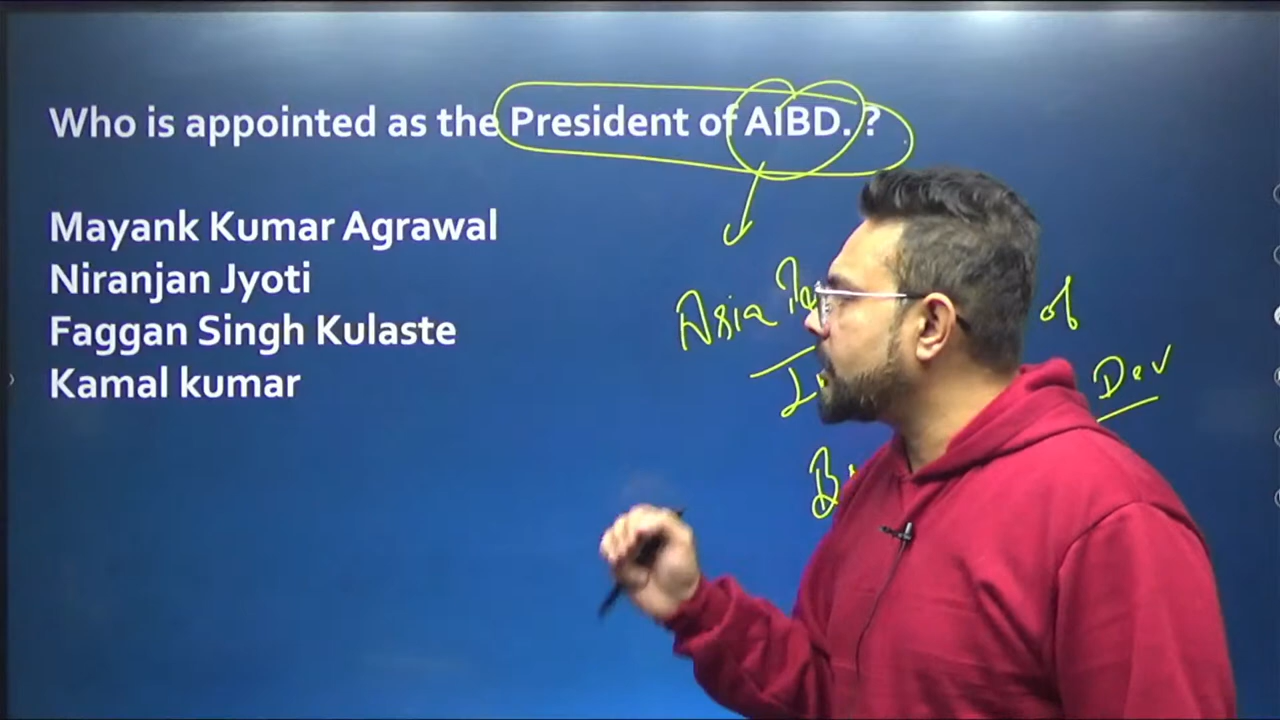 Who is appointed as the President of AIBD. ?
Mayank Kumar Agrawal
Niranjan Jyoti
Faggan Singh Kulaste
Kamal kumar
Asia
of
Dev